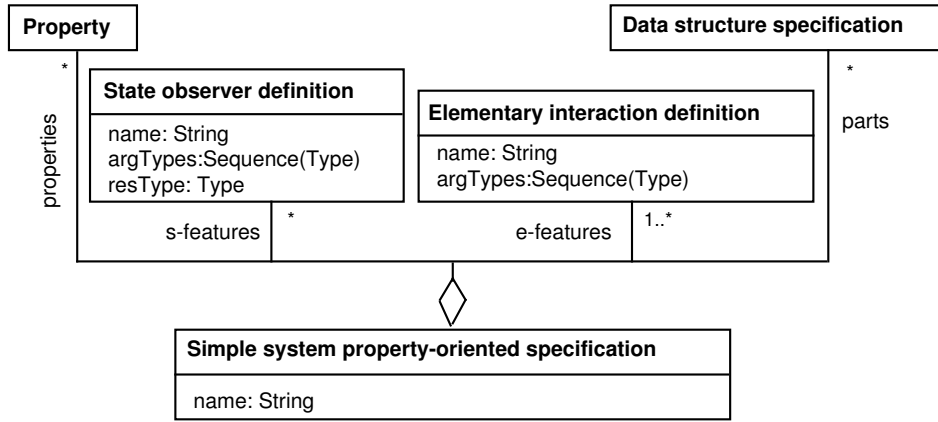 Property
Data structure specification
*
*
State observer definition
name: String
argTypes:Sequence(Type)
resType: Type
Elementary interaction definition
name: String
argTypes:Sequence(Type)
properties
parts
s-features
*
e-features
1..*
Simple system property-oriented specification
name: String